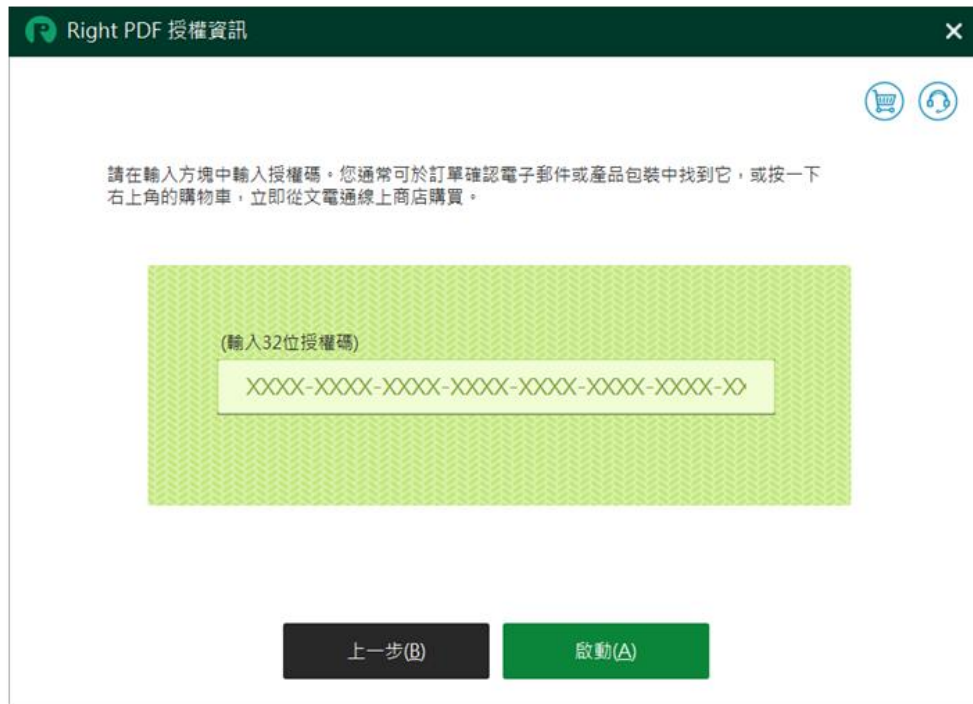 Right PDF 授權資訊
請在輸入方塊中輸入授權碼。您通常可於訂單確認電子郵件或產品包裝中找到它，或按一下
右上角的購物車，立即從文電通線上商店購買。
(輸入32位授權碼)
XXXX-XXXX-XXXX-XXXX-XXXX-XXXX-XXXX-XX
上一步(B)
啟動(A)